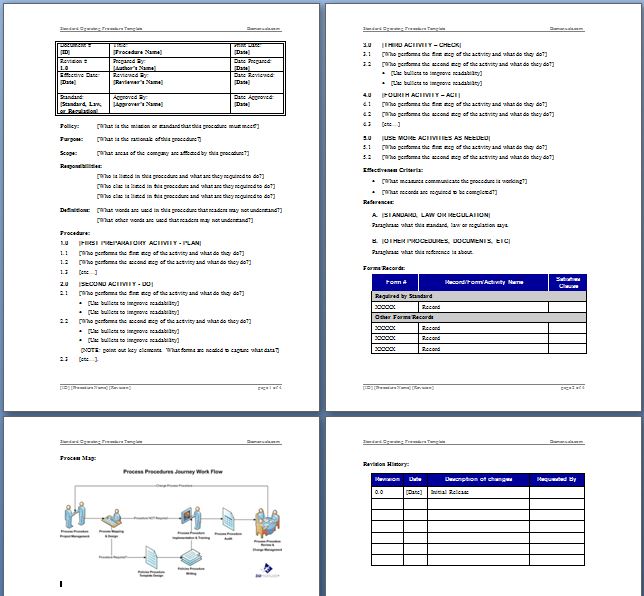 Standard Operating Procedure Template Bizmanualz.com
Document # Title: Print Date:
[ID] [Procedure Name] [Date]
Revision # Prepared By: Date Prepared:
1.0 [Author's Name] [Date]
Effective Date: Reviewed By: Date Reviewed:
[Date] [Reviewer's Name] [Date]
Standard: Approved By: Date Approved:
[Standard, Law, [Approver's Name] [Date]
or Regulation]
Policy: [What is the mission or standard that this procedure must meet?]
Purpose: [What is the rationale of this procedure?]
Scope: [What areas of the company are affected by this procedure?]
Responsibilities:
[Who is listed in this procedure and what are they required to do?]
[Who else is listed in this procedure and what are they required to do?]
[Who else is listed in this procedure and what are they required to do?]
Definitions: [What words are used in this procedure that readers may not understand?]
[What other words are used that readers may not understand?]
Procedure:
1.0 [FIRST PREPARATORY ACTIVITY - PLAN]
1.1 [Who performs the first step of the activity and what do they do?]
1.2 [Who performs the second step of the activity and what do they do?]
1.3 [etc...]
2.0 [SECOND ACTIVITY - DO]
2.1 [Who performs the first step of the activity and what do they do?]
• [Use bullets to improve readability]
• [Use bullets to improve readability]
2.2 [Who performs the second step of the activity and what do they do?]
• [Use bullets to improve readability]
• [Use bullets to improve readability]
[NOTE: point out key elements. What forms are needed to capture what data?]
2.3 [etc...]
[ID] [Procedure Name] [Revision] page 1 of 4
Standard Operating Procedure Template Bizmanualz.com
3.0 [THIRD ACTIVITY – CHECK]
3.1 [Who performs the first step of the activity and what do they do?]
3.2 [Who performs the second step of the activity and what do they do?]
• [Use bullets to improve readability]
• [Use bullets to improve readability]
4.0 [FOURTH ACTIVITY – ACT]
4.1 [Who performs the first step of the activity and what do they do?]
4.2 [Who performs the second step of the activity and what do they do?]
4.3 [etc...]
5.0 [USE MORE ACTIVITIES AS NEEDED]
5.1 [Who performs the first step of the activity and what do they do?]
5.2 [Who performs the second step of the activity and what do they do?]
Effectiveness Criteria:
• [What measures communicate the procedure is working?]
• [What records are required to be completed?]
References:
A. [STANDARD, LAW OR REGULATION]
Paraphrase what this standard, law or regulation says.
B. [OTHER PROCEDURES, DOCUMENTS, ETC]
Paraphrase what this reference is about.
Forms/Records:
Form # Record/Form/Activity Name Satisfies Clause
Required by Standard
XXXXX Record
Other Forms/Records
XXXXX Record
XXXXX Record
XXXXX Record
[ID] [Procedure Name] [Revision] page 2 of 4
Standard Operating Procedure Template Bizmanualz.com
Process Map:
Process Procedures Journey Work Flow
Change Process Procedure
Process NOT Required
Process Procedure Project Management
Process Mapping & Design
Process Procedure Implementation & Training
Process Procedure Audit
Process Procedure Review & Change Management
Procedure Required?
Policies Procedure Template Design
Policies Procedure Writing
Standard Operating Procedure Template Bizmanualz.com
Revision History:
Revision Date Description of changes Requested By
0.0 [Date] Initial Release